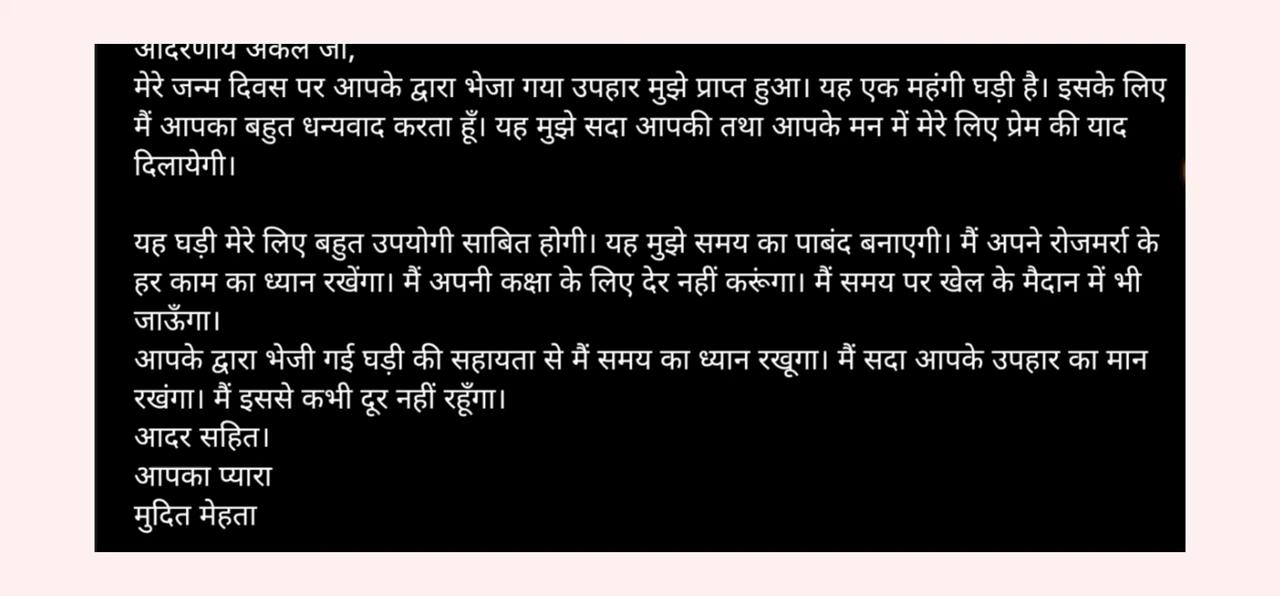 आदरणीय अंकल जी,
मेरे जन्म दिवस पर आपके द्वारा भेजा गया उपहार मुझे प्राप्त हुआ। यह एक महंगी घड़ी है। इसके लिए
मैं आपका बहुत धन्यवाद करता हूँ। यह मुझे सदा आपकी तथा आपके मन में मेरे लिए प्रेम की याद
दिलायेगी।
यह घड़ी मेरे लिए बहुत उपयोगी साबित होगी। यह मुझे समय का पाबंद बनाएगी। मैं अपने रोजमर्रा के
हर काम का ध्यान रखेंगा। मैं अपनी कक्षा के लिए देर नहीं करूंगा। मैं समय पर खेल के मैदान में भी
जाऊँगा।
आपके द्वारा भेजी गई घड़ी की सहायता से मैं समय का ध्यान रखूगा। मैं सदा आपके उपहार का मान
रखंगा। मैं इससे कभी दूर नहीं रहूँगा।
आदर सहित।
आपका प्यारा
मुदित मेहता